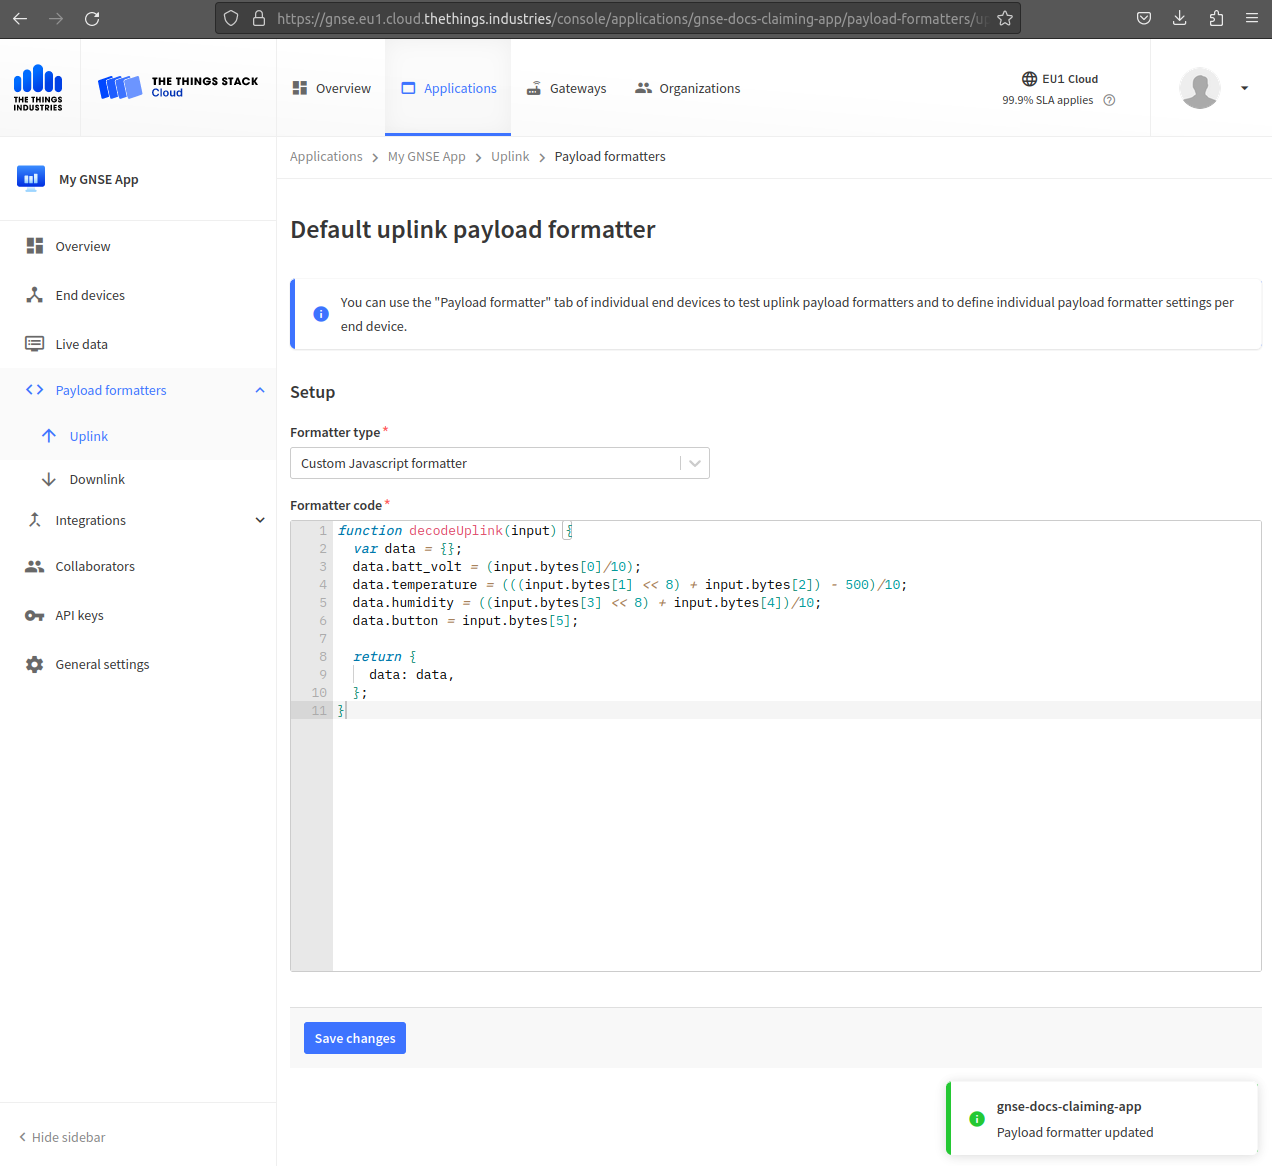 https://gnse.eu1.cloud.thethings.industries/console/applications/gnse-docs-claiming-app/payload-formatters/up
THE THINGS
INDUSTRIES
THE THINGS STACK
Cloud
Overview
Applications
Gateways
Organizations
EU1 Cloud
99.9% SLA applies
Applications > My GNSE App > Uplink > Payload formatters
My GNSE App
Overview
End devices
Live data
Payload formatters
Uplink
Downlink
Integrations
Collaborators
API keys
General settings
Hide sidebar
Default uplink payload formatter
You can use the "Payload formatter" tab of individual end devices to test uplink payload formatters and to define individual payload formatter settings per
end device.
Setup
Formatter type *
Custom Javascript formatter
Formatter code *
1 function decodeUplink(input) {
2   var data = {};
3   data.batt_volt = (input.bytes[0]/10);
4   data.temperature = (((input.bytes[1] << 8) + input.bytes[2]) - 500)/10;
5   data.humidity = ((input.bytes[3] << 8) + input.bytes[4])/10;
6   data.button = input.bytes[5];
7
8   return {
9     data: data,
10   };
11 }
Save changes
gnse-docs-claiming-app
Payload formatter updated